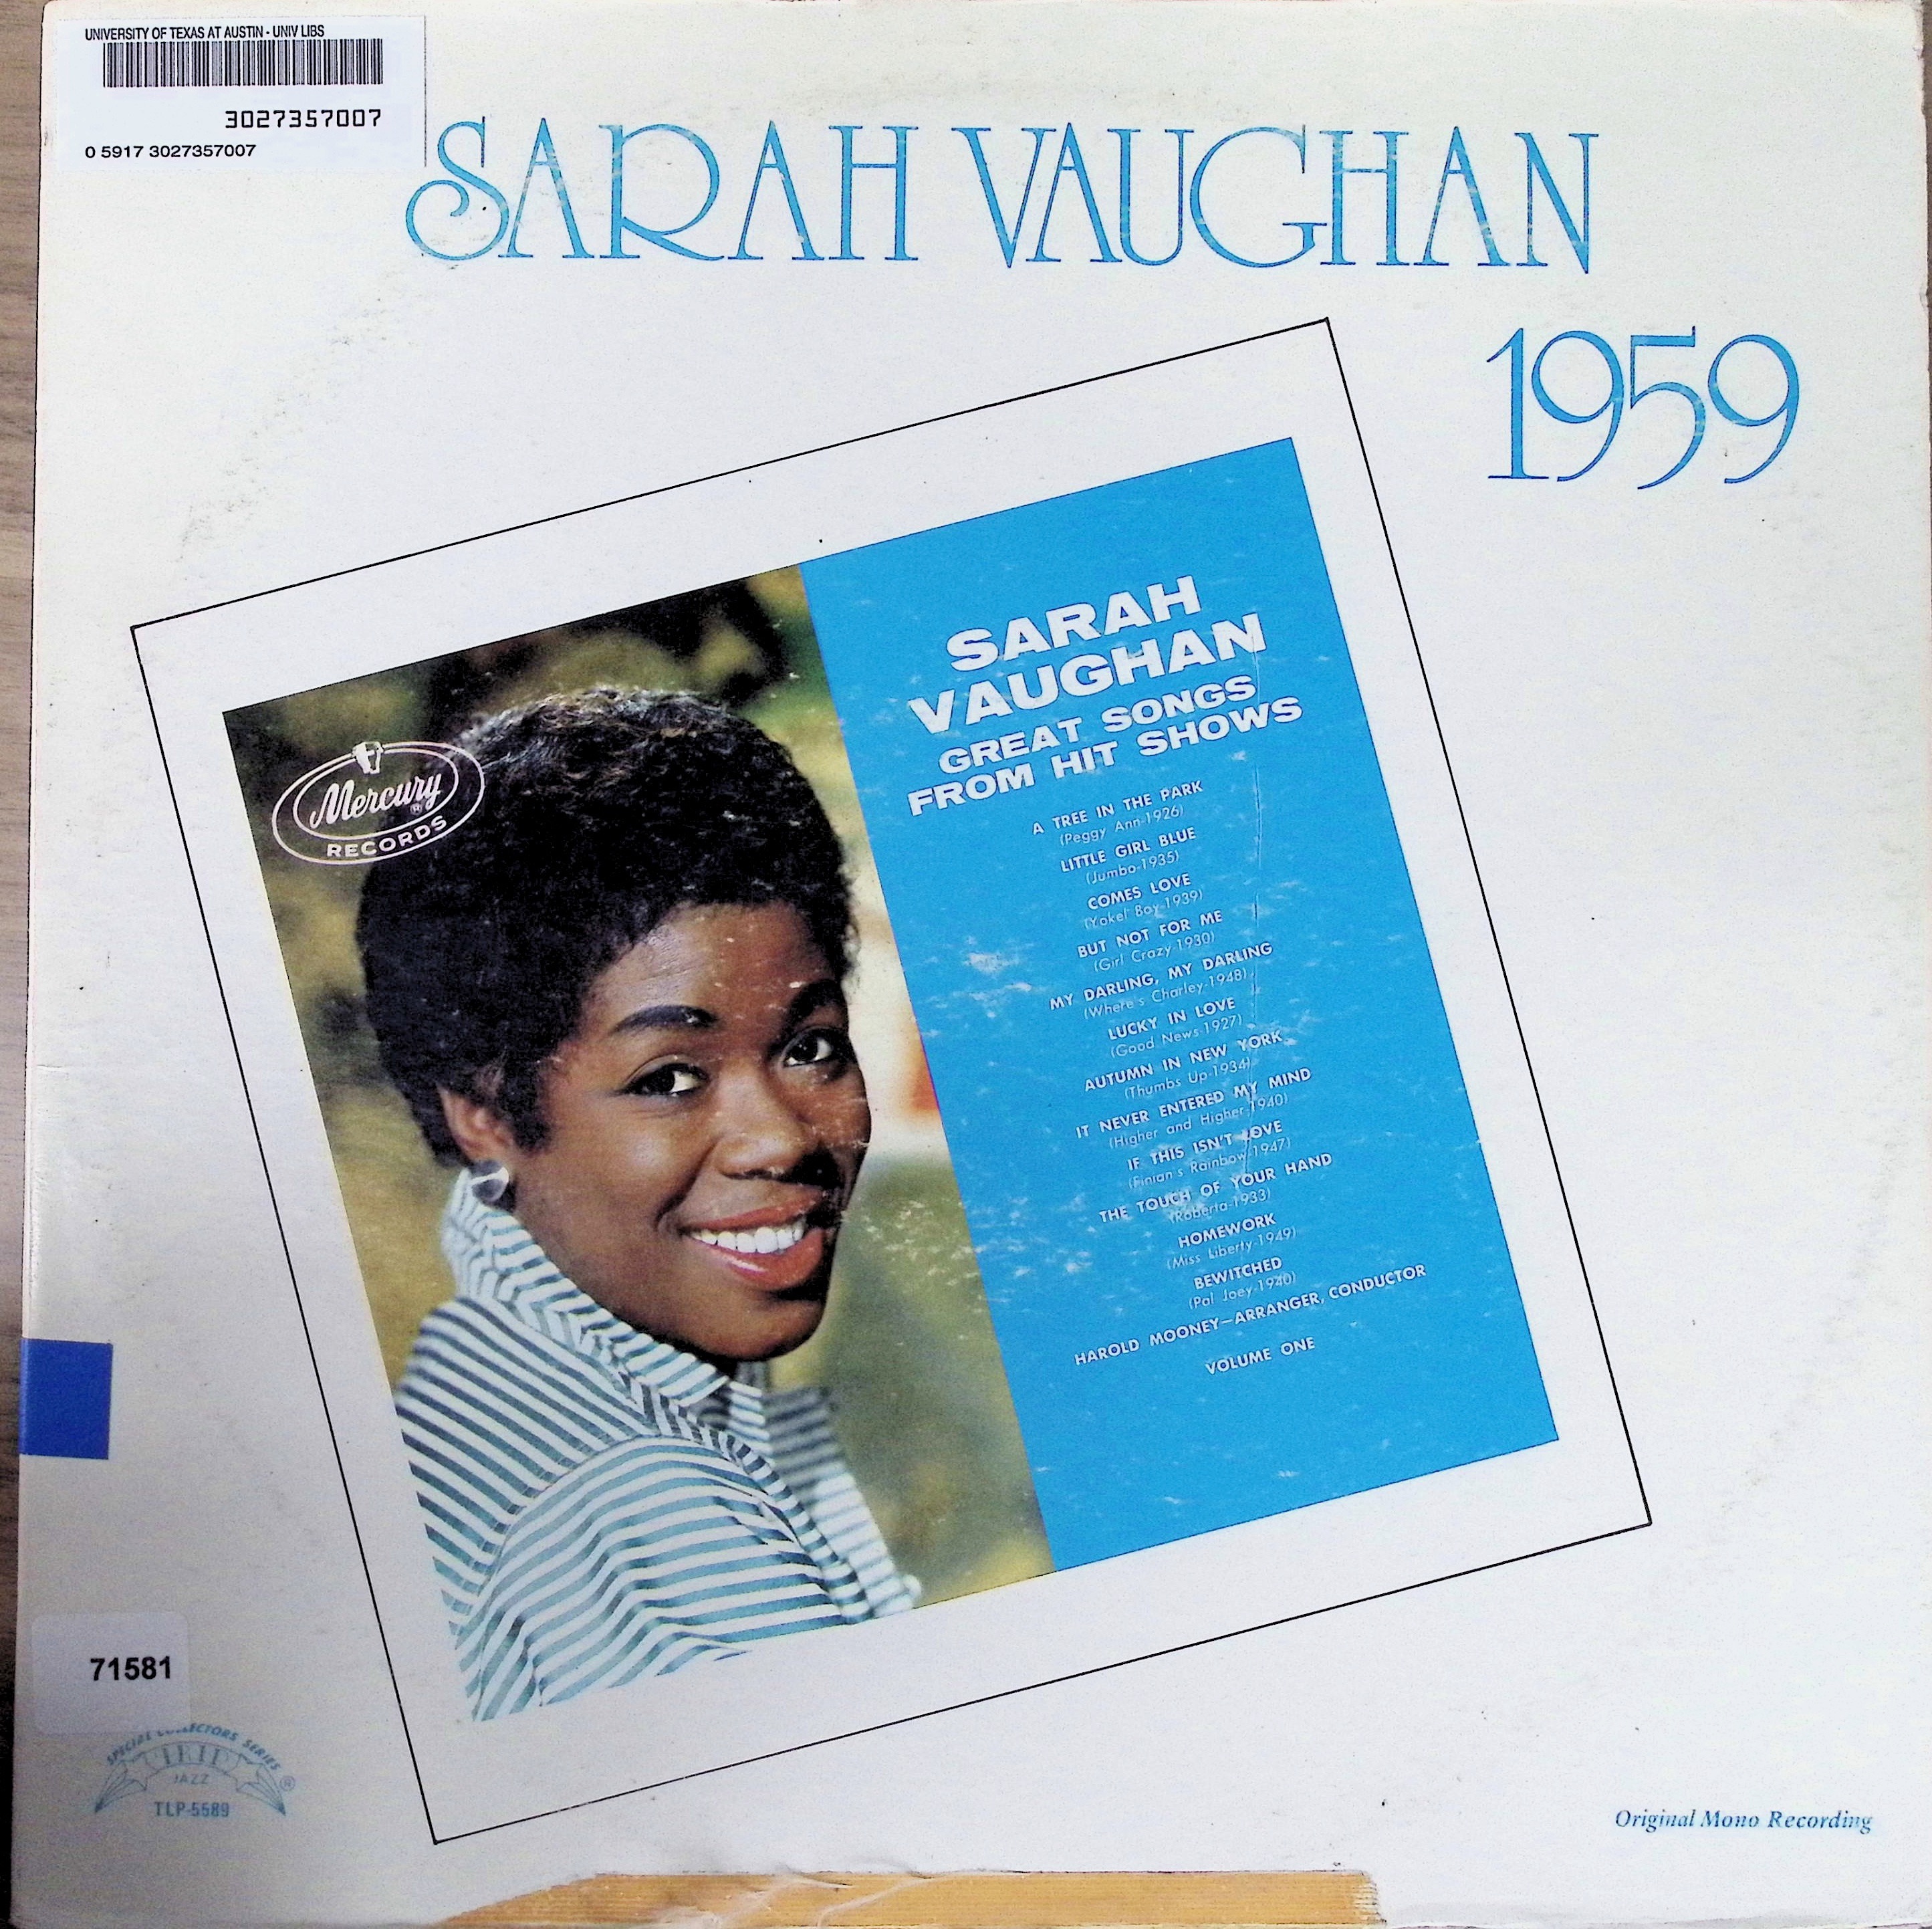 UNIVERSITY OF TEXAS AT AUSTIN - UNIV LIBS
3027357007
0 5917 3027357007
SARAH VAUGHAN
1959
SARAH
VAUGHAN
GREAT SONGS
FROM HIT SHOWS
Mercury ®
RECORDS
A TREE IN THE PARK
(Peggy Ann-1926)
LITTLE GIRL BLUE
(Jumbo-1935)
COMES LOVE
(Yokel Boy-1939)
BUT NOT FOR ME
(Girl Crazy-1930)
MY DARLING, MY DARLING
(Where's Charley-1948)
LUCKY IN LOVE
(Good News-1927)
AUTUMN IN NEW YORK
(Thumbs Up-1934)
IT NEVER ENTERED MY MIND
(Higher and Higher-1940)
IF THIS ISN'T LOVE
(Finian's Rainbow-1947)
THE TOUCH OF YOUR HAND
(Roberta-1933)
HOMEWORK
(Miss Liberty-1949)
BEWITCHED
(Pal Joey-1940)
HAROLD MOONEY—ARRANGER, CONDUCTOR
VOLUME ONE
71581
SPECIAL COLLECTORS SERIES
JAZZ ®
TLP-5589
Original Mono Recording